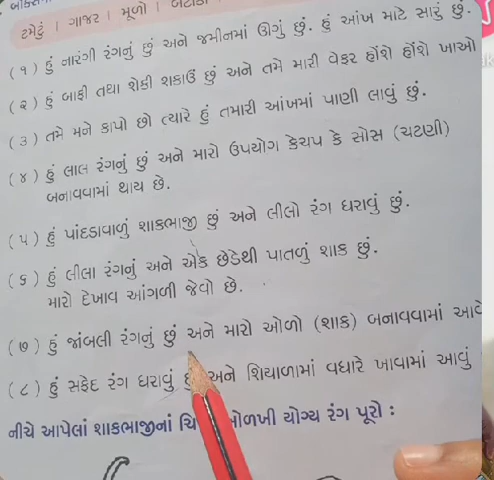 ટમેટું । ગાજર । મૂળો ।
(૧) હું નારંગી રંગનું છું અને જમીનમાં ઊગું છું. હું આંખ માટે સારું છું.
(૨) હું બાફી તથા શેકી શકાઉં છું અને તમે મારી વેફર હોંશે હોંશે ખાઓ
(૩) તમે મને કાપો છો ત્યારે હું તમારી આંખમાં પાણી લાવું છું.
(૪) હું લાલ રંગનું છું અને મારો ઉપયોગ કેચપ કે સોસ (ચટણી)
બનાવવામાં થાય છે.
(૫) હું પાંદડાવાળું શાકભાજી છું અને લીલો રંગ ધરાવું છું.
(૬) હું લીલા રંગનું અને એક છેડેથી પાતળું શાક છું.
મારો દેખાવ આંગળી જેવો છે.
(૭) હું જાંબલી રંગનું છું અને મારો ઓળો (શાક) બનાવવામાં આવે
(૮) હું સફેદ રંગ ધરાવું અને શિયાળામાં વધારે ખાવામાં આવું
નીચે આપેલાં શાકભાજીનાં યોગ્ય રંગ પૂરો :